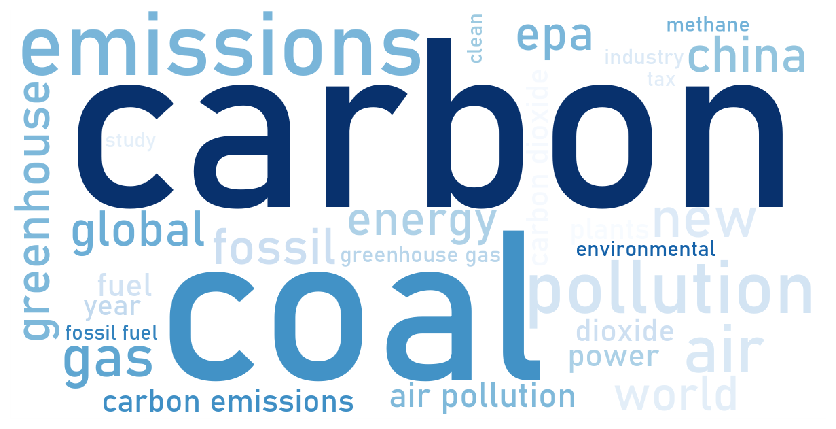 emissions
clean
epa
methane
industry
china
tax
carbon
greenhouse
study
carbon dioxide
global
energy
plants
new
fossil
greenhouse gas
environmental
coal
pollution
fuel
year
fossil fuel
gas
dioxide
power
air
carbon emissions
air pollution
world